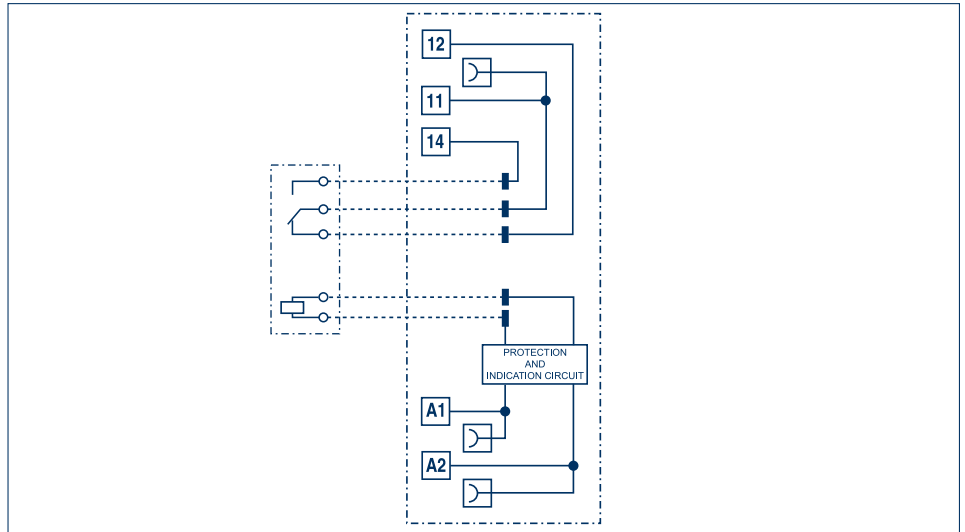 12
11
14
PROTECTION
AND
INDICATION CIRCUIT
A1
A2